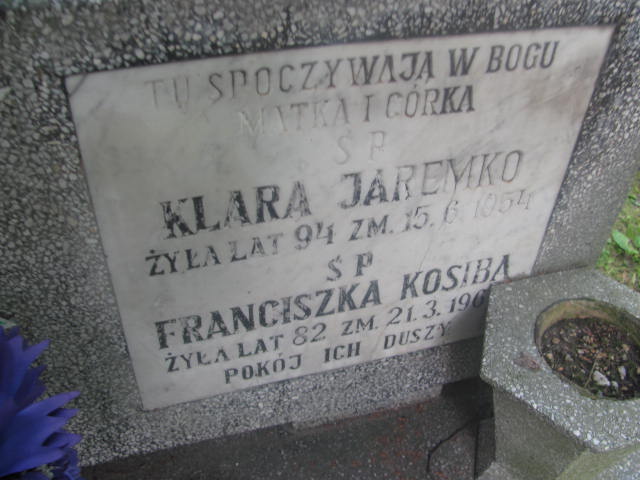 TU SPOCZYWAJĄ W BOGU
MATKA I CÓRKA
Ś P
KLARA JAREMKO
ŻYŁA LAT 94 ZM. 15.6.1954
Ś P
FRANCISZKA KOSIBA
ŻYŁA LAT 82 ZM. 21.3.
POKÓJ ICH DUSZY